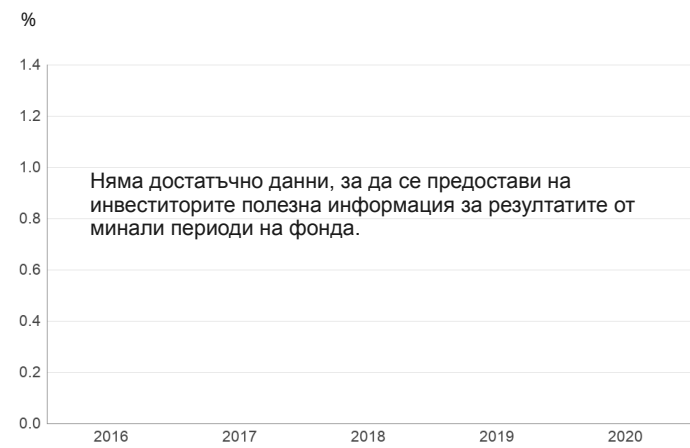 %
1.4
1.2
1.0
Няма достатъчно данни, за да се предостави на
инвеститорите полезна информация за резултатите от
минали периоди на фонда.
0.8
0.6
0.4
0.2
0.0
2016 2017 2018 2019 2020